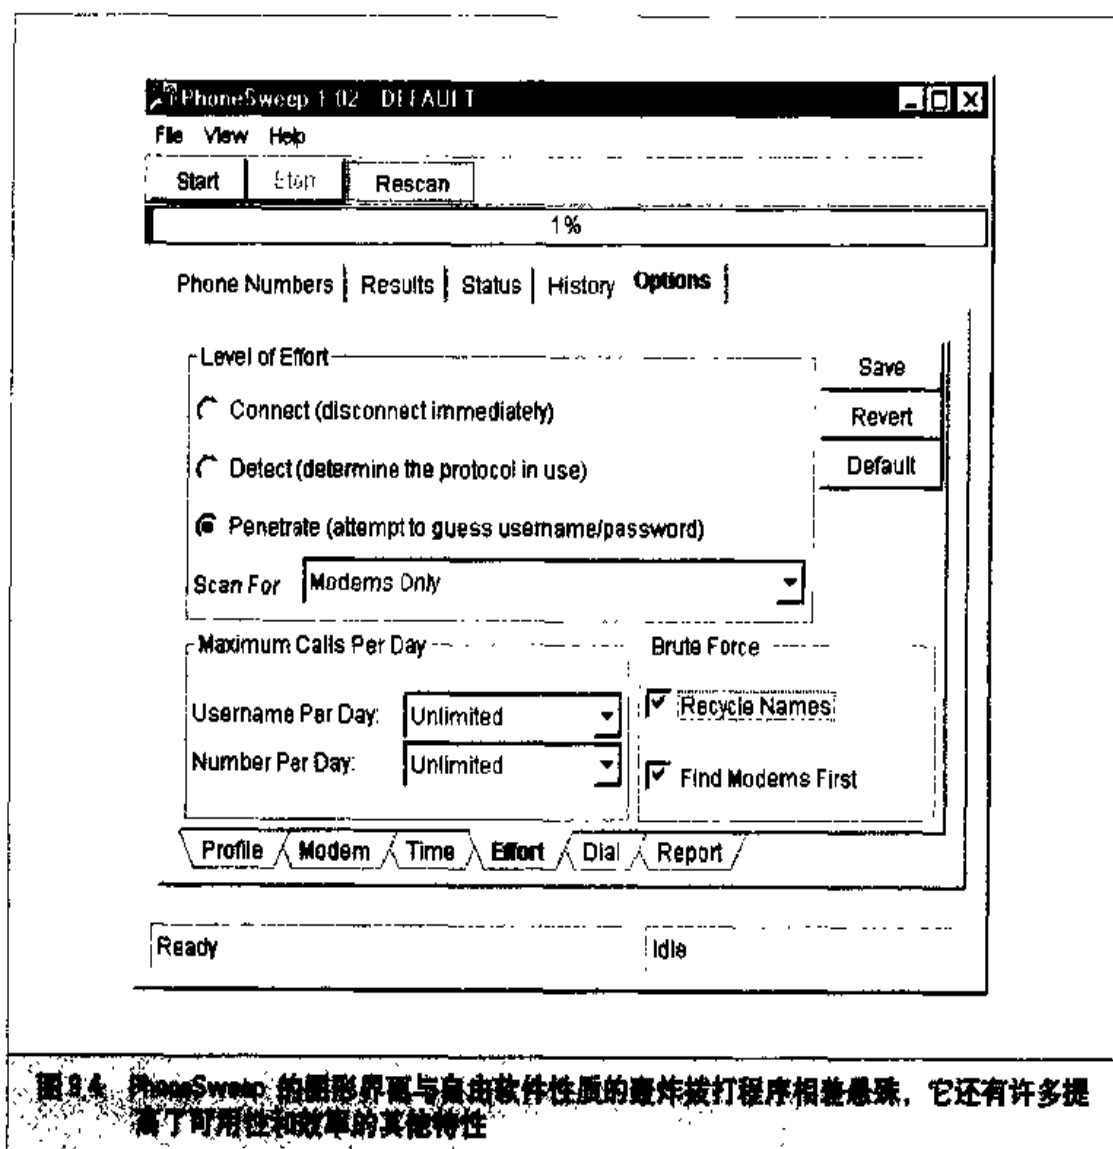 PhoneSweep 1.02 DEFAULT
File View Help
Start Stop Rescan
1%
Phone Numbers Results Status History Options
Level of Effort
Save
Connect (disconnect immediately)
Revert
Detect (determine the protocol in use)
Default
Penetrate (attempt to guess username/password)
Scan For Modems Only
Maximum Calls Per Day Brute Force
Username Per Day: Unlimited Recycle Names
Number Per Day: Unlimited Find Modems First
Profile Modem Time Effort Dial Report
Ready Idle
图 9.4 PhoneSweep 的图形界面与自由软件性质的轰炸拨打程序相差悬殊，它还有许多提
高了可用性和效率的其他特性